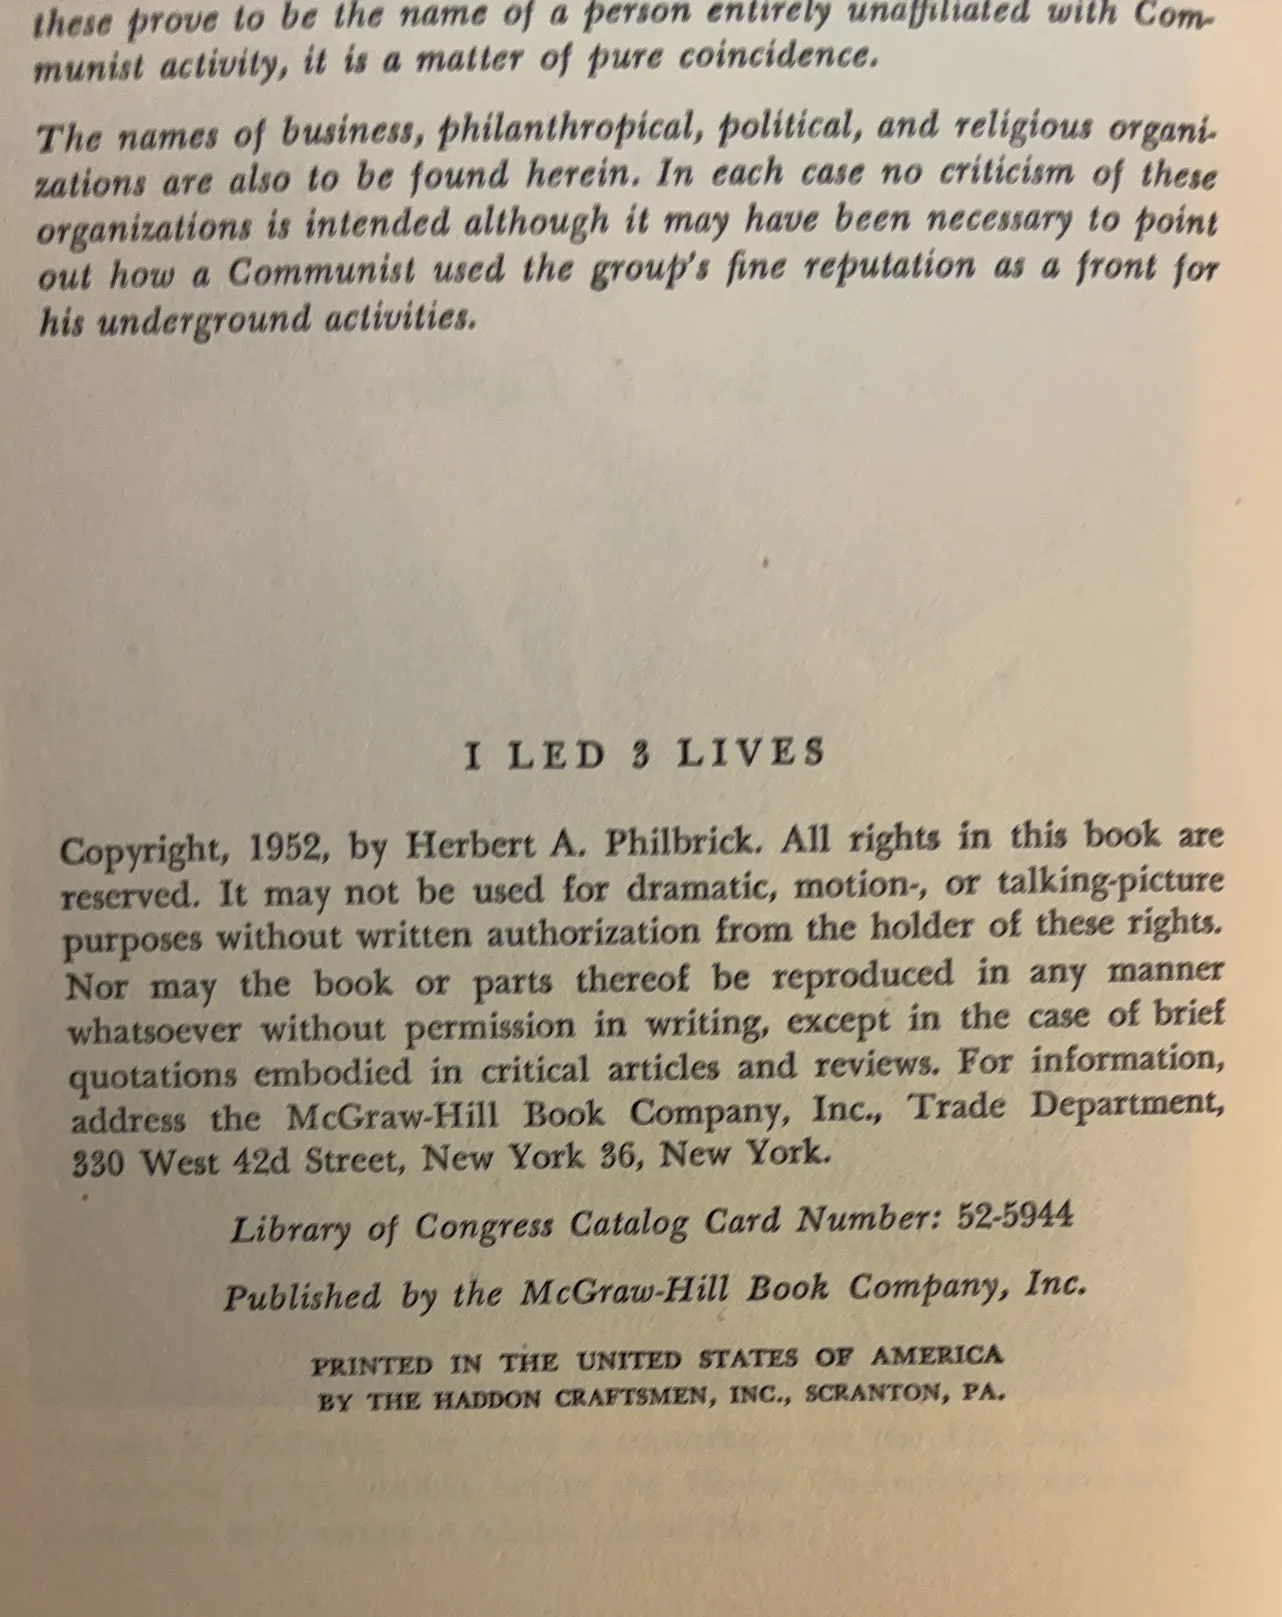 these prove to be the name of a person entirely unaffiliated with Com-
munist activity, it is a matter of pure coincidence.
The names of business, philanthropical, political, and religious organi-
zations are also to be found herein. In each case no criticism of these
organizations is intended although it may have been necessary to point
out how a Communist used the group's fine reputation as a front for
his underground activities.
I LED 3 LIVES
Copyright, 1952, by Herbert A. Philbrick. All rights in this book are
reserved. It may not be used for dramatic, motion-, or talking-picture
purposes without written authorization from the holder of these rights.
Nor may the book or parts thereof be reproduced in any manner
whatsoever without permission in writing, except in the case of brief
quotations embodied in critical articles and reviews. For information,
address the McGraw-Hill Book Company, Inc., Trade Department,
330 West 42d Street, New York 36, New York.
Library of Congress Catalog Card Number: 52-5944
Published by the McGraw-Hill Book Company, Inc.
PRINTED IN THE UNITED STATES OF AMERICA
BY THE HADDON CRAFTSMEN, INC., SCRANTON, PA.